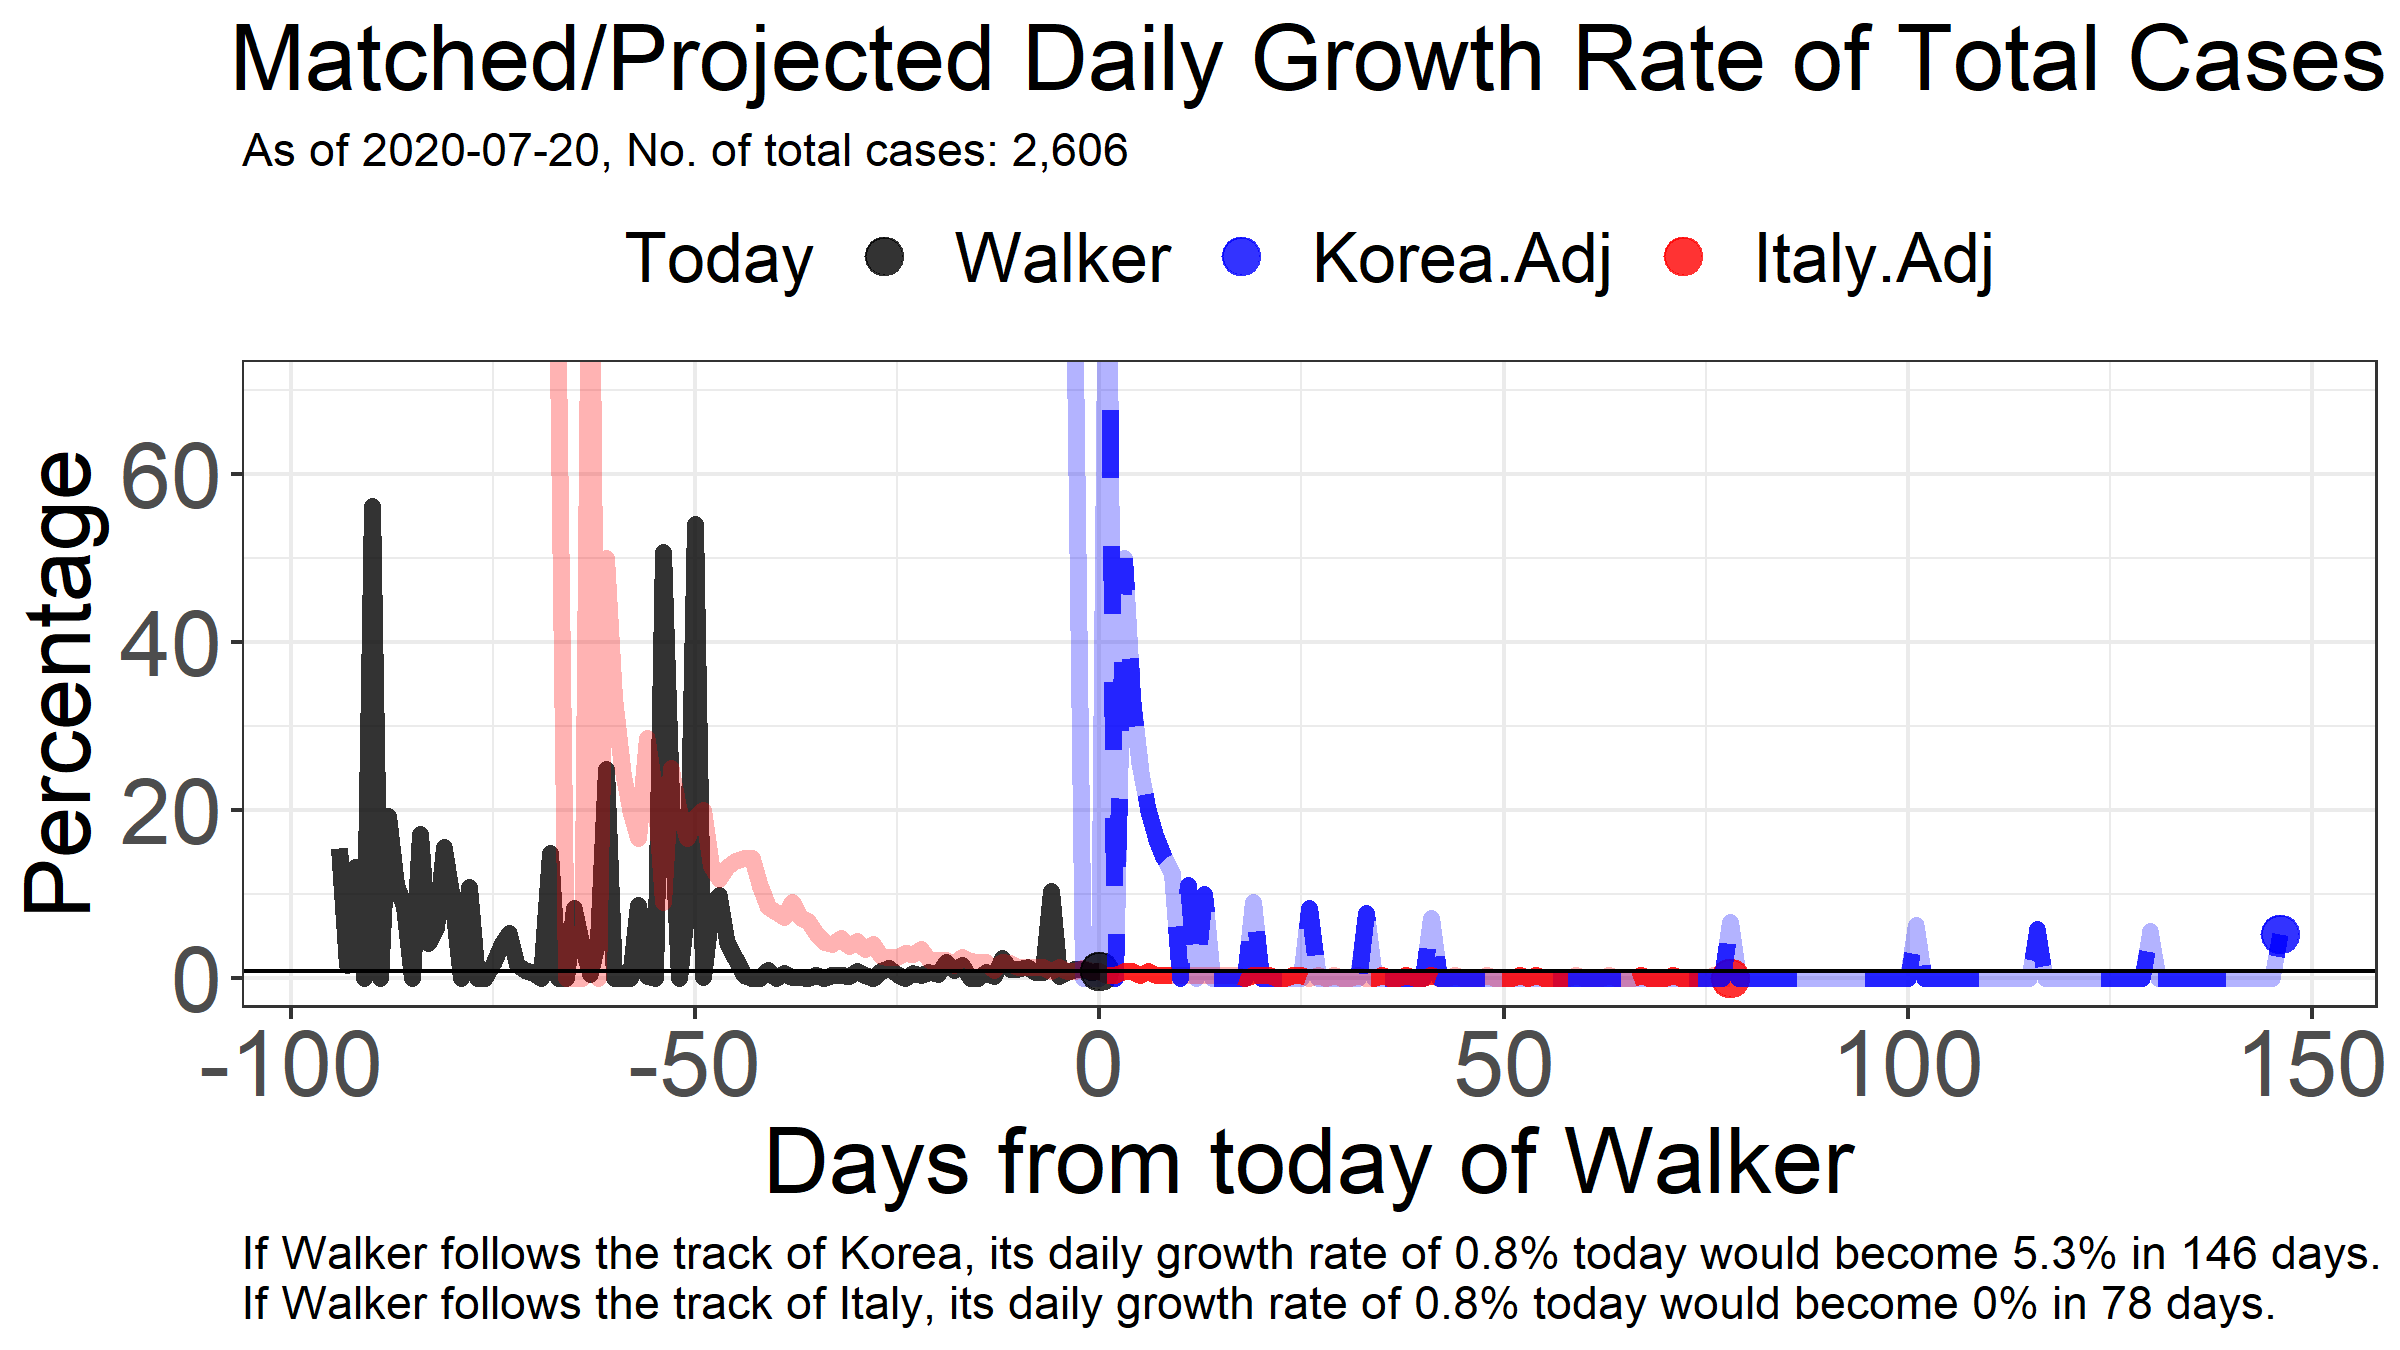 Matched/Projected Daily Growth Rate of Total Cases
As of 2020-07-20, No. of total cases: 2,606
Today Walker Korea.Adj Italy.Adj
Percentage
60
40
20
0
-100 -50 0 50 100 150
Days from today of Walker
If Walker follows the track of Korea, its daily growth rate of 0.8% today would become 5.3% in 146 days.
If Walker follows the track of Italy, its daily growth rate of 0.8% today would become 0% in 78 days.